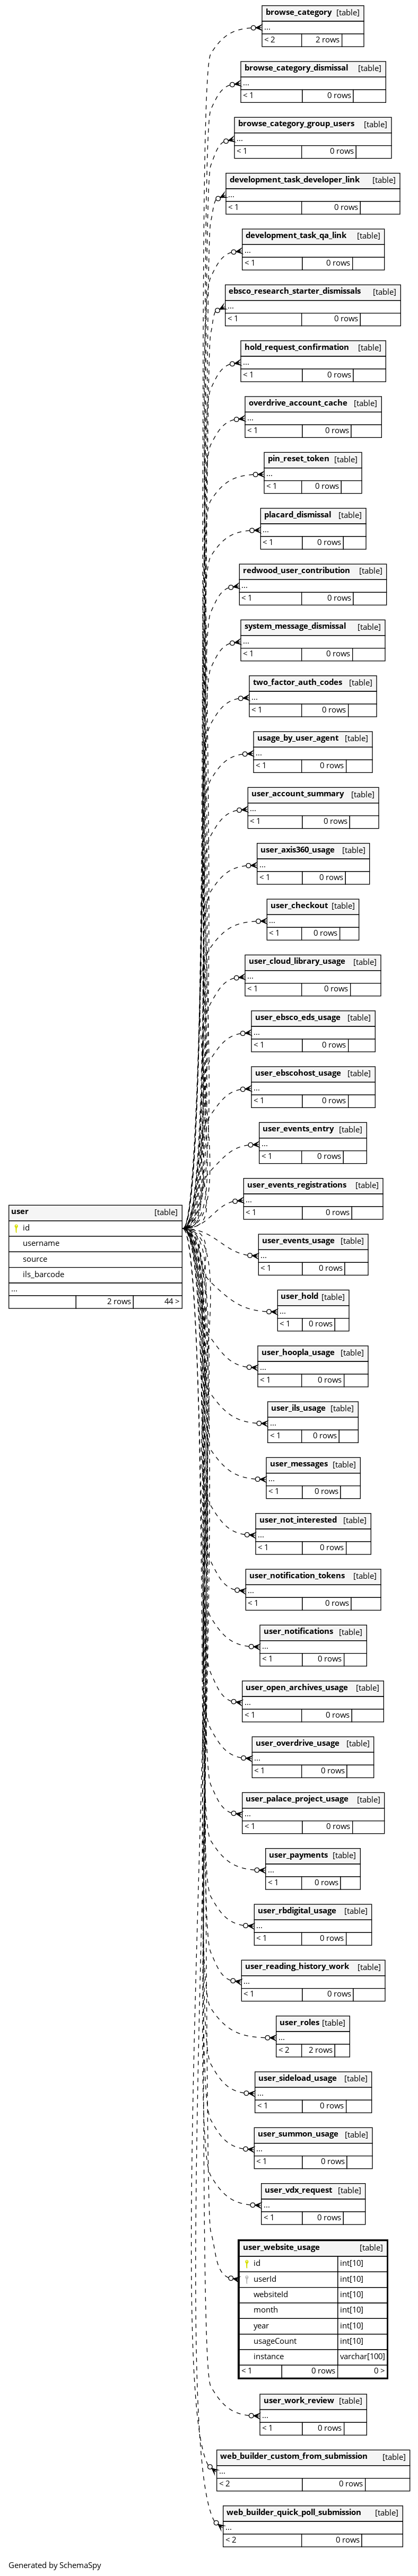 browse_category [table]
...
< 2 2 rows
browse_category_dismissal [table]
...
< 1 0 rows
browse_category_group_users [table]
...
< 1 0 rows
development_task_developer_link [table]
...
< 1 0 rows
development_task_qa_link [table]
...
< 1 0 rows
ebsco_research_starter_dismissals [table]
...
< 1 0 rows
hold_request_confirmation [table]
...
< 1 0 rows
overdrive_account_cache [table]
...
< 1 0 rows
pin_reset_token [table]
...
< 1 0 rows
placard_dismissal [table]
...
< 1 0 rows
redwood_user_contribution [table]
...
< 1 0 rows
system_message_dismissal [table]
...
< 1 0 rows
two_factor_auth_codes [table]
...
< 1 0 rows
usage_by_user_agent [table]
...
< 1 0 rows
user_account_summary [table]
...
< 1 0 rows
user_axis360_usage [table]
...
< 1 0 rows
user_checkout [table]
...
< 1 0 rows
user_cloud_library_usage [table]
...
< 1 0 rows
user_ebsco_eds_usage [table]
...
< 1 0 rows
user_ebscohost_usage [table]
...
< 1 0 rows
user_events_entry [table]
...
< 1 0 rows
user_events_registrations [table]
...
< 1 0 rows
user [table]
id
username
source
ils_barcode
...
2 rows 44 >
user_events_usage [table]
...
< 1 0 rows
user_hold [table]
...
< 1 0 rows
user_hoopla_usage [table]
...
< 1 0 rows
user_ils_usage [table]
...
< 1 0 rows
user_messages [table]
...
< 1 0 rows
user_not_interested [table]
...
< 1 0 rows
user_notification_tokens [table]
...
< 1 0 rows
user_notifications [table]
...
< 1 0 rows
user_open_archives_usage [table]
...
< 1 0 rows
user_overdrive_usage [table]
...
< 1 0 rows
user_palace_project_usage [table]
...
< 1 0 rows
user_payments [table]
...
< 1 0 rows
user_rbdigital_usage [table]
...
< 1 0 rows
user_reading_history_work [table]
...
< 1 0 rows
user_roles [table]
...
< 2 2 rows
user_sideload_usage [table]
...
< 1 0 rows
user_summon_usage [table]
...
< 1 0 rows
user_vdx_request [table]
...
< 1 0 rows
user_website_usage [table]
id int[10]
userId int[10]
websiteId int[10]
month int[10]
year int[10]
usageCount int[10]
instance varchar[100]
< 1 0 rows 0 >
user_work_review [table]
...
< 1 0 rows
web_builder_custom_from_submission [table]
...
< 2 0 rows
web_builder_quick_poll_submission [table]
...
< 2 0 rows
Generated by SchemaSpy